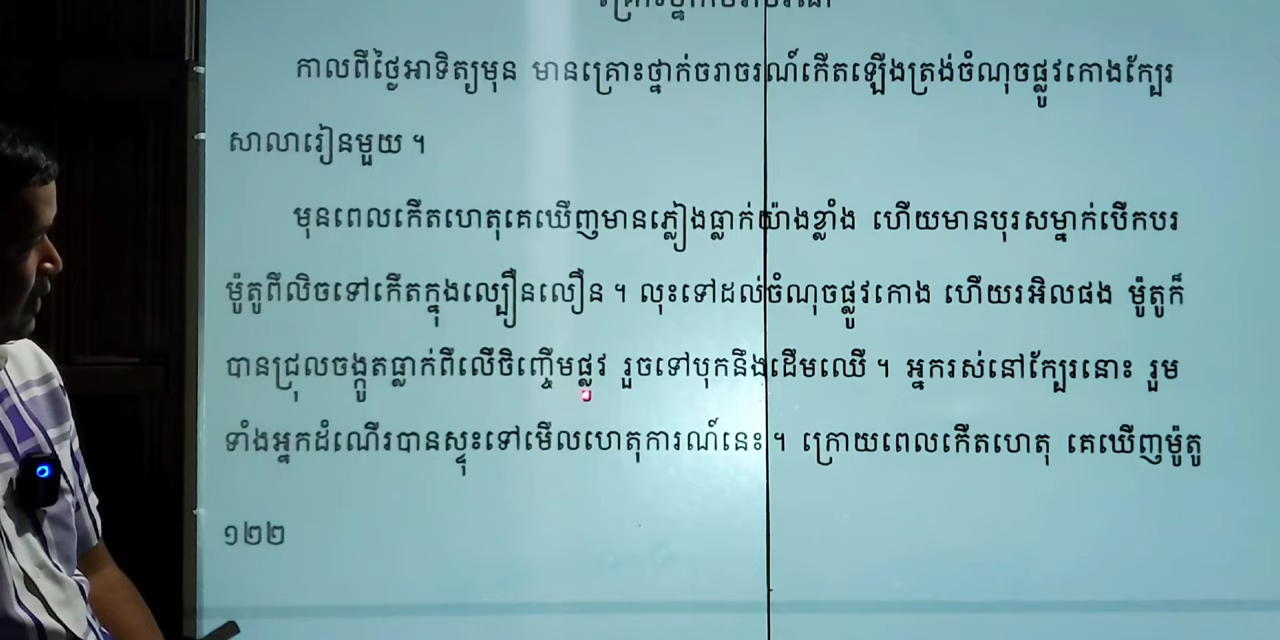 គ្រោះថ្នាក់ចរាចរណ៍
កាលពីថ្ងៃអាទិត្យមុន មានគ្រោះថ្នាក់ចរាចរណ៍កើតឡើងត្រង់ចំណុចផ្លូវកោងក្បែរ
សាលារៀនមួយ ។
មុនពេលកើតហេតុគេឃើញមានភ្លៀងធ្លាក់យ៉ាងខ្លាំង ហើយមានបុរសម្នាក់បើកបរ
ម៉ូតូពីលិចទៅកើតក្នុងល្បឿនលឿន ។ លុះទៅដល់ចំណុចផ្លូវកោង ហើយរអិលផង ម៉ូតូក៏
បានជ្រុលចង្កូតធ្លាក់ពីលើចិញ្ចើមផ្លូវ រួចទៅបុកនឹងដើមឈើ ។ អ្នករស់នៅក្បែរនោះ រួម
ទាំងអ្នកដំណើរបានស្ទុះទៅមើលហេតុការណ៍នេះ ។ ក្រោយពេលកើតហេតុ គេឃើញម៉ូតូ
១២២